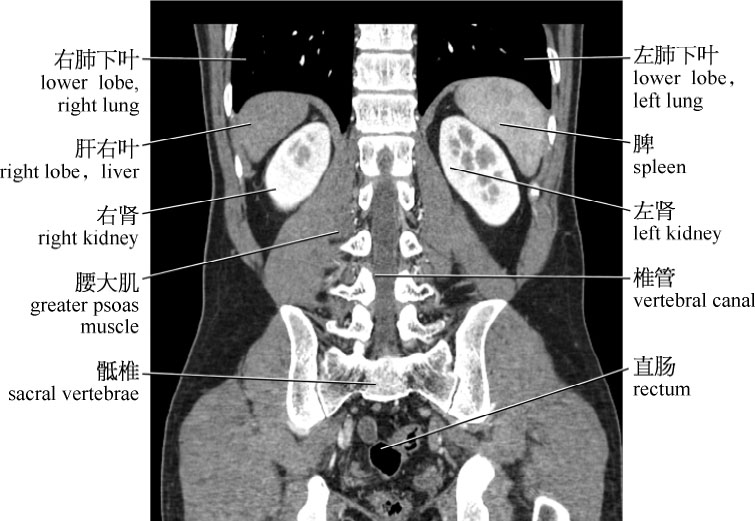 右肺下叶
lower lobe,
right lung
肝右叶
right lobe, liver
右肾
right kidney
腰大肌
greater psoas
muscle
骶椎
sacral vertebrae
左肺下叶
lower lobe,
left lung
脾
spleen
左肾
left kidney
椎管
vertebral canal
直肠
rectum